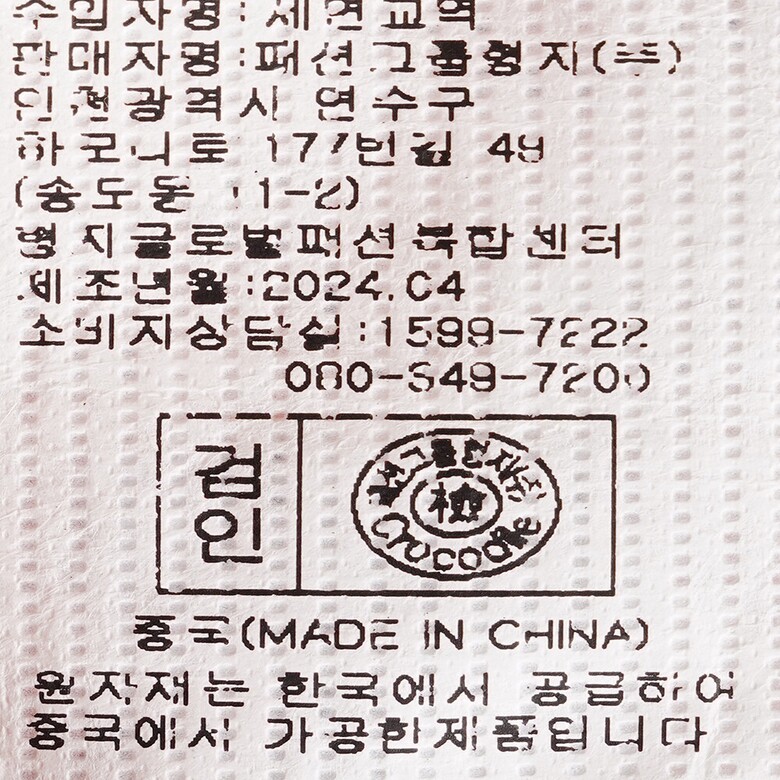 수입자명:세연교역
판매자명:패션그룹형지(주)
인천광역시 연수구
하모니로 177번길 49
(송도동 11-2)
형지글로벌패션복합센터
제조년월:2024.04
소비자상담실:1599-7222
080-949-7200
검인
패션그룹형지(주)
檢
Crocodile
중국(MADE IN CHINA)
원자재는 한국에서 공급하여
중국에서 가공한제품입니다